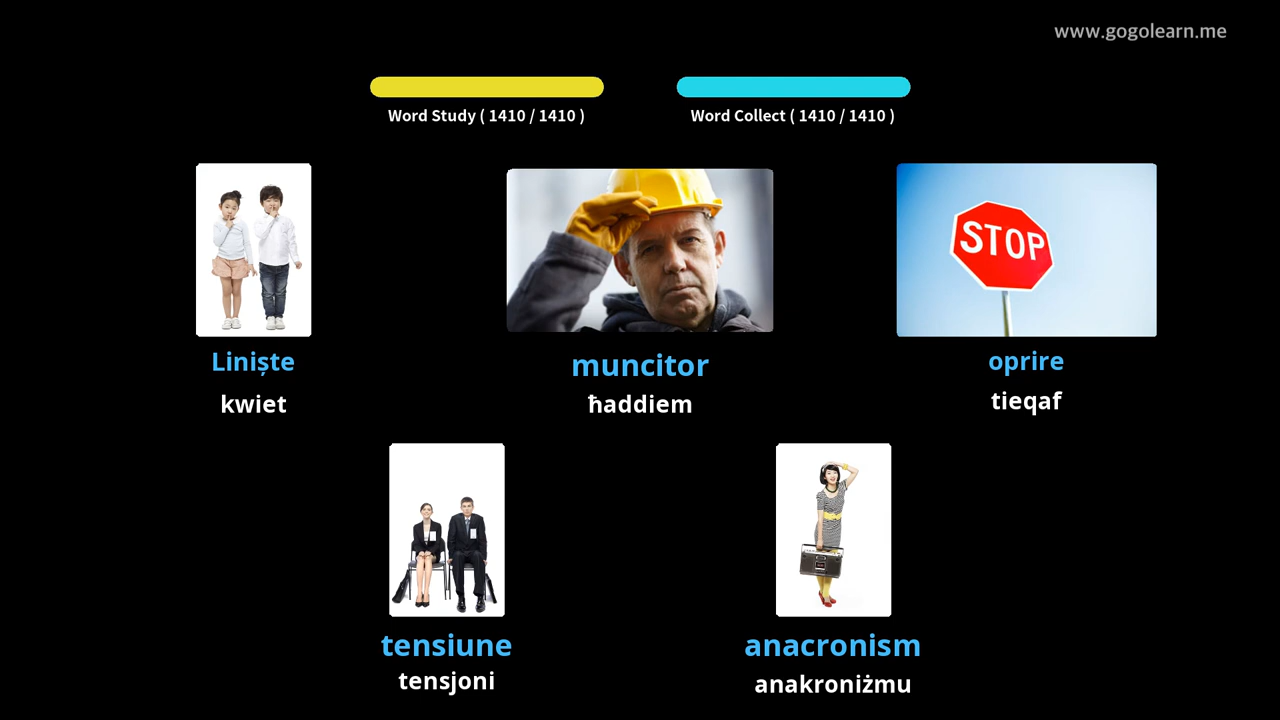 www.gogolearn.me
Word Study ( 1410 / 1410 )
Word Collect ( 1410 / 1410 )
STOP
Liniște
muncitor
oprire
kwiet
ħaddiem
tieqaf
tensiune
anacronism
tensjoni
anakroniżmu